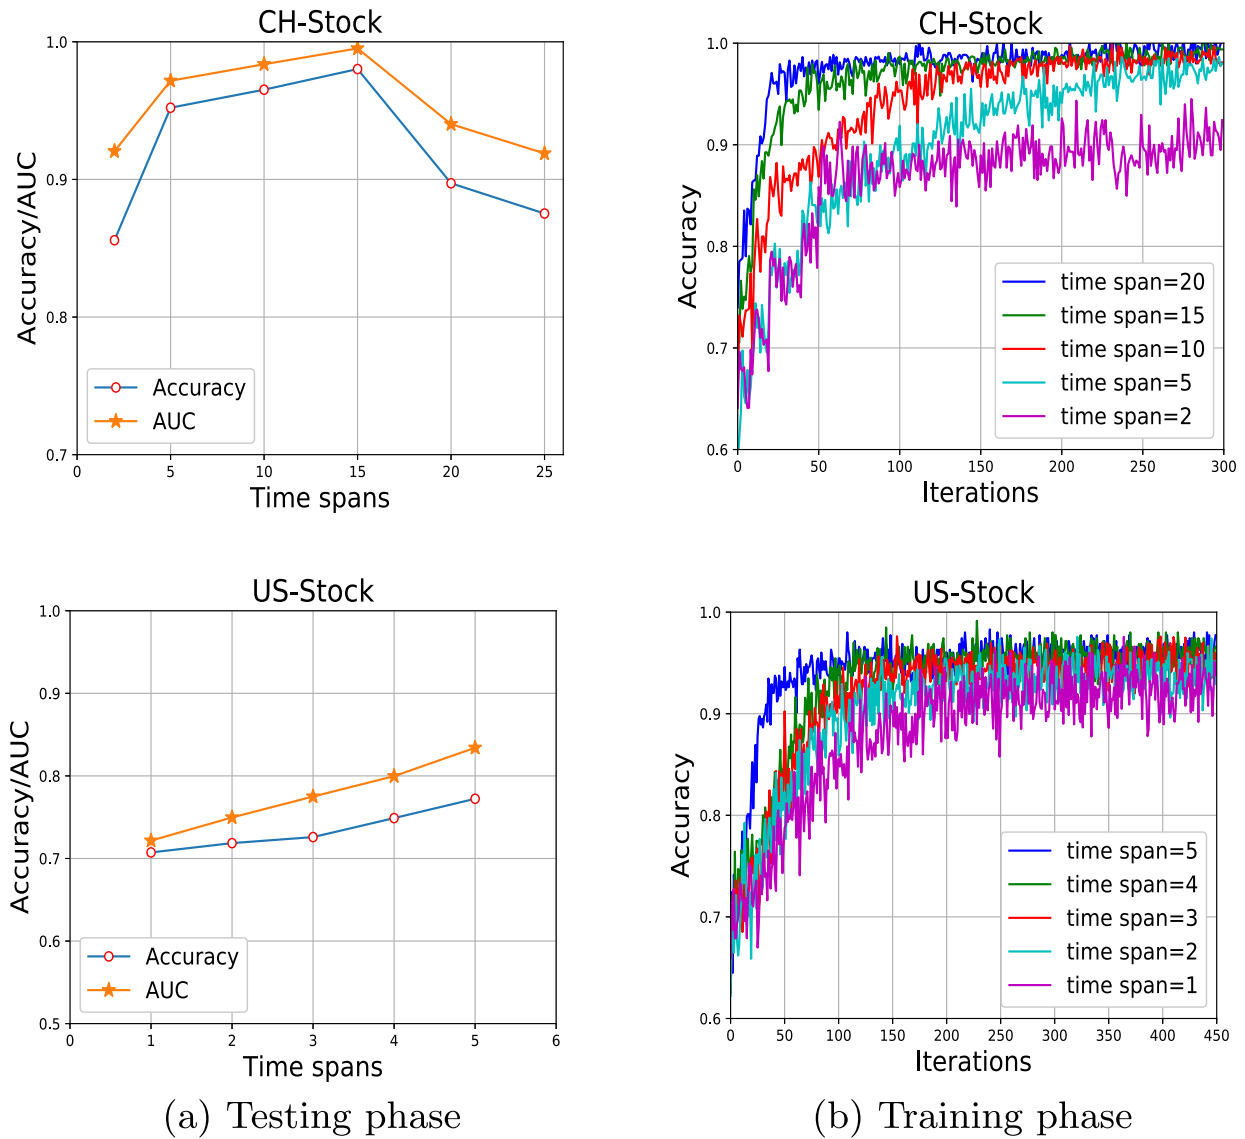 CH-Stock
1.0
0.9
0.8
0.7
Accuracy/AUC
Accuracy
AUC
0 5 10 15 20 25
Time spans
CH-Stock
1.0
0.9
0.8
0.7
0.6
Accuracy
time span=20
time span=15
time span=10
time span=5
time span=2
0 50 100 150 200 250 300
Iterations
US-Stock
1.0
0.9
0.8
0.7
0.6
0.5
Accuracy/AUC
Accuracy
AUC
0 1 2 3 4 5 6
Time spans
(a) Testing phase
US-Stock
1.0
0.9
0.8
0.7
0.6
Accuracy
time span=5
time span=4
time span=3
time span=2
time span=1
0 50 100 150 200 250 300 350 400 450
Iterations
(b) Training phase